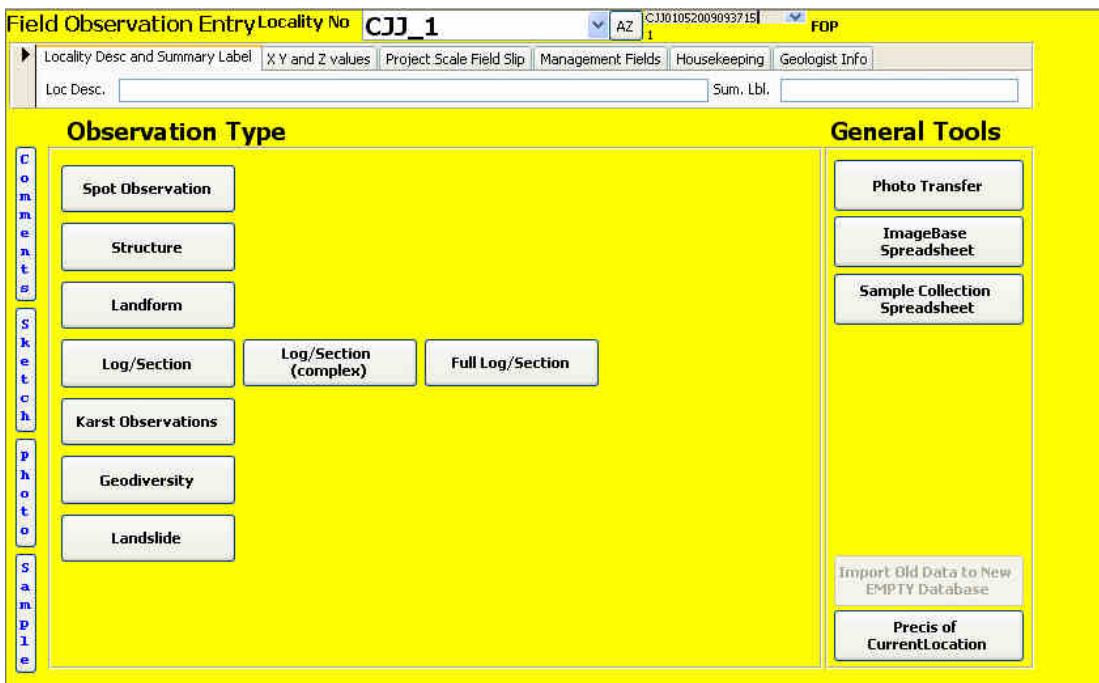 Field Observation Entry Locality No CJJ_1 AZ CJJ01052009093715 FOP
1
Locality Desc and Summary Label X Y and Z values Project Scale Field Slip Management Fields Housekeeping Geologist Info
Loc Desc. Sum. Lbl.
Observation Type
General Tools
Comments
Sketch
Photo
Sample
Spot Observation
Structure
Landform
Log/Section
Log/Section
(complex)
Full Log/Section
Karst Observations
Geodiversity
Landslide
Photo Transfer
ImageBase
Spreadsheet
Sample Collection
Spreadsheet
Import Old Data to New
EMPTY Database
Precis of
CurrentLocation